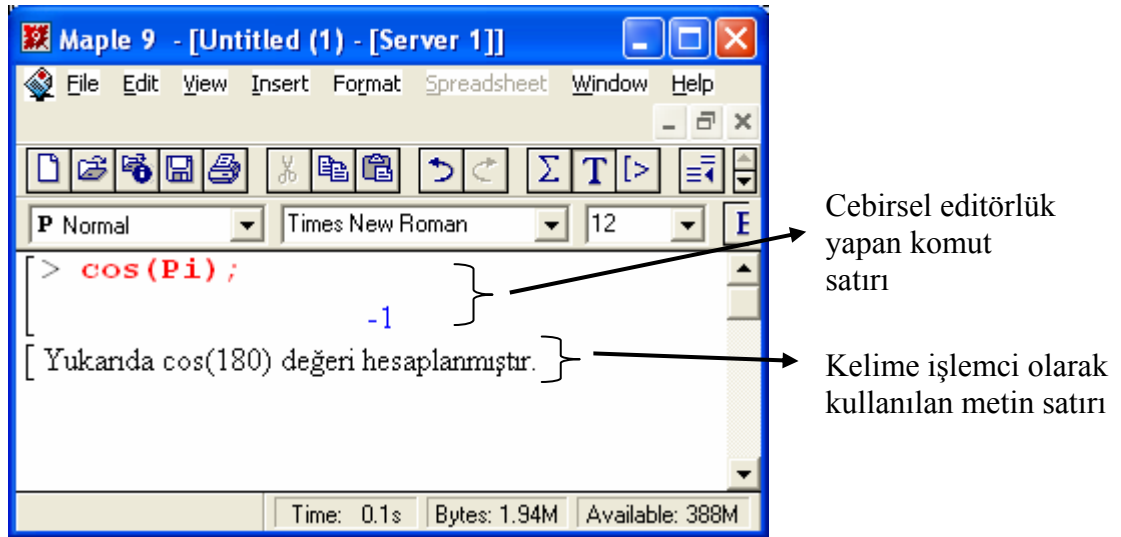 Maple 9 - [Untitled (1) - [Server 1]]
File Edit View Insert Format Spreadsheet Window Help
Σ T [>
P Normal Times New Roman 12
> cos(Pi);
-1
Yukarıda cos(180) değeri hesaplanmıştır.
Time: 0.1s Bytes: 1.94M Available: 388M
Cebirsel editörlük
yapan komut
satırı
Kelime işlemci olarak
kullanılan metin satırı